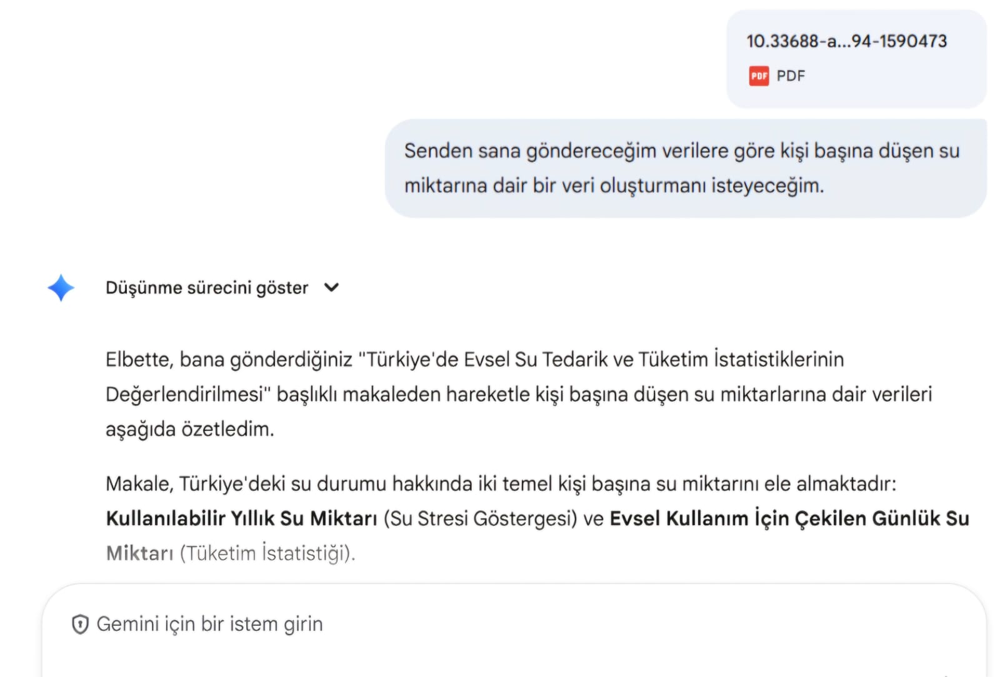 10.33688-a...94-1590473
PDF PDF
Senden sana göndereceğim verilere göre kişi başına düşen su
miktarına dair bir veri oluşturmanı isteyeceğim.
Düşünme sürecini göster
Elbette, bana gönderdiğiniz "Türkiye'de Evsel Su Tedarik ve Tüketim İstatistiklerinin
Değerlendirilmesi" başlıklı makaleden hareketle kişi başına düşen su miktarlarına dair verileri
aşağıda özetledim.
Makale, Türkiye'deki su durumu hakkında iki temel kişi başına su miktarını ele almaktadır:
Kullanılabilir Yıllık Su Miktarı (Su Stresi Göstergesi) ve Evsel Kullanım İçin Çekilen Günlük Su
Miktarı (Tüketim İstatistiği).
Gemini için bir istem girin